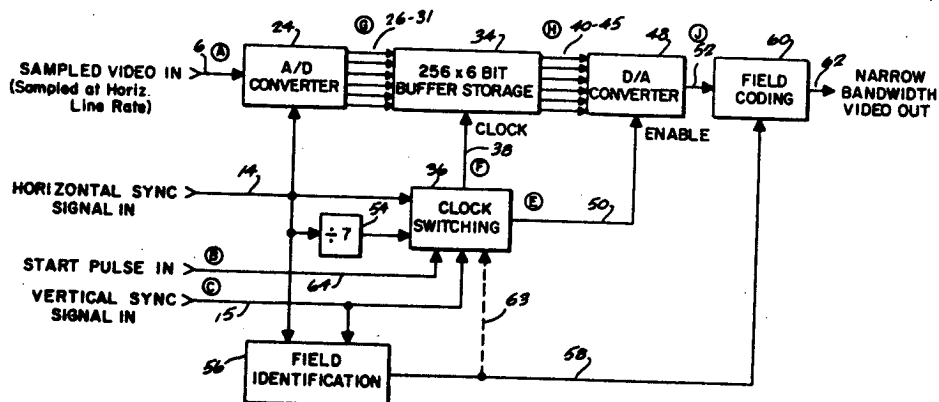 24
G 26-31
34
H 40-45
48
J 52
60
62
6 A
SAMPLED VIDEO IN
(Sampled at Horiz.
Line Rate)
A/D
CONVERTER
256 x 6 BIT
BUFFER STORAGE
D/A
CONVERTER
FIELD
CODING
NARROW
BANDWIDTH
VIDEO OUT
CLOCK
38
ENABLE
F
HORIZONTAL SYNC
SIGNAL IN
14
36
CLOCK
SWITCHING
E
50
÷ 7
54
START PULSE IN
B
64
VERTICAL SYNC
SIGNAL IN
C
15
63
56
FIELD
IDENTIFICATION
58